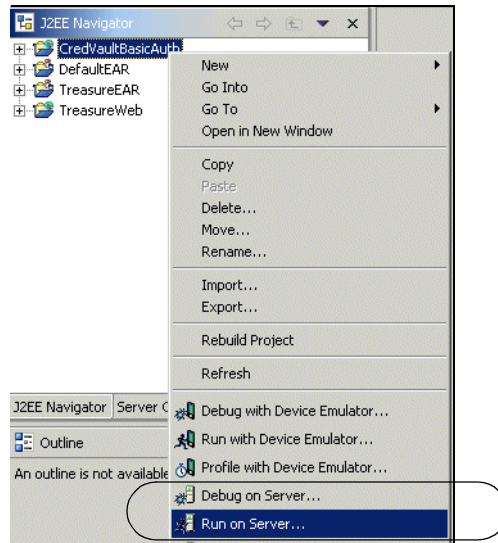 J2EE Navigator
CredVaultBasicAuth
DefaultEAR
TreasureEAR
TreasureWeb
New
Go Into
Go To
Open in New Window
Copy
Paste
Delete...
Move...
Rename...
Import...
Export...
Rebuild Project
Refresh
J2EE Navigator Server C
Debug with Device Emulator...
Run with Device Emulator...
Profile with Device Emulator...
Outline
An outline is not available
Debug on Server...
Run on Server...